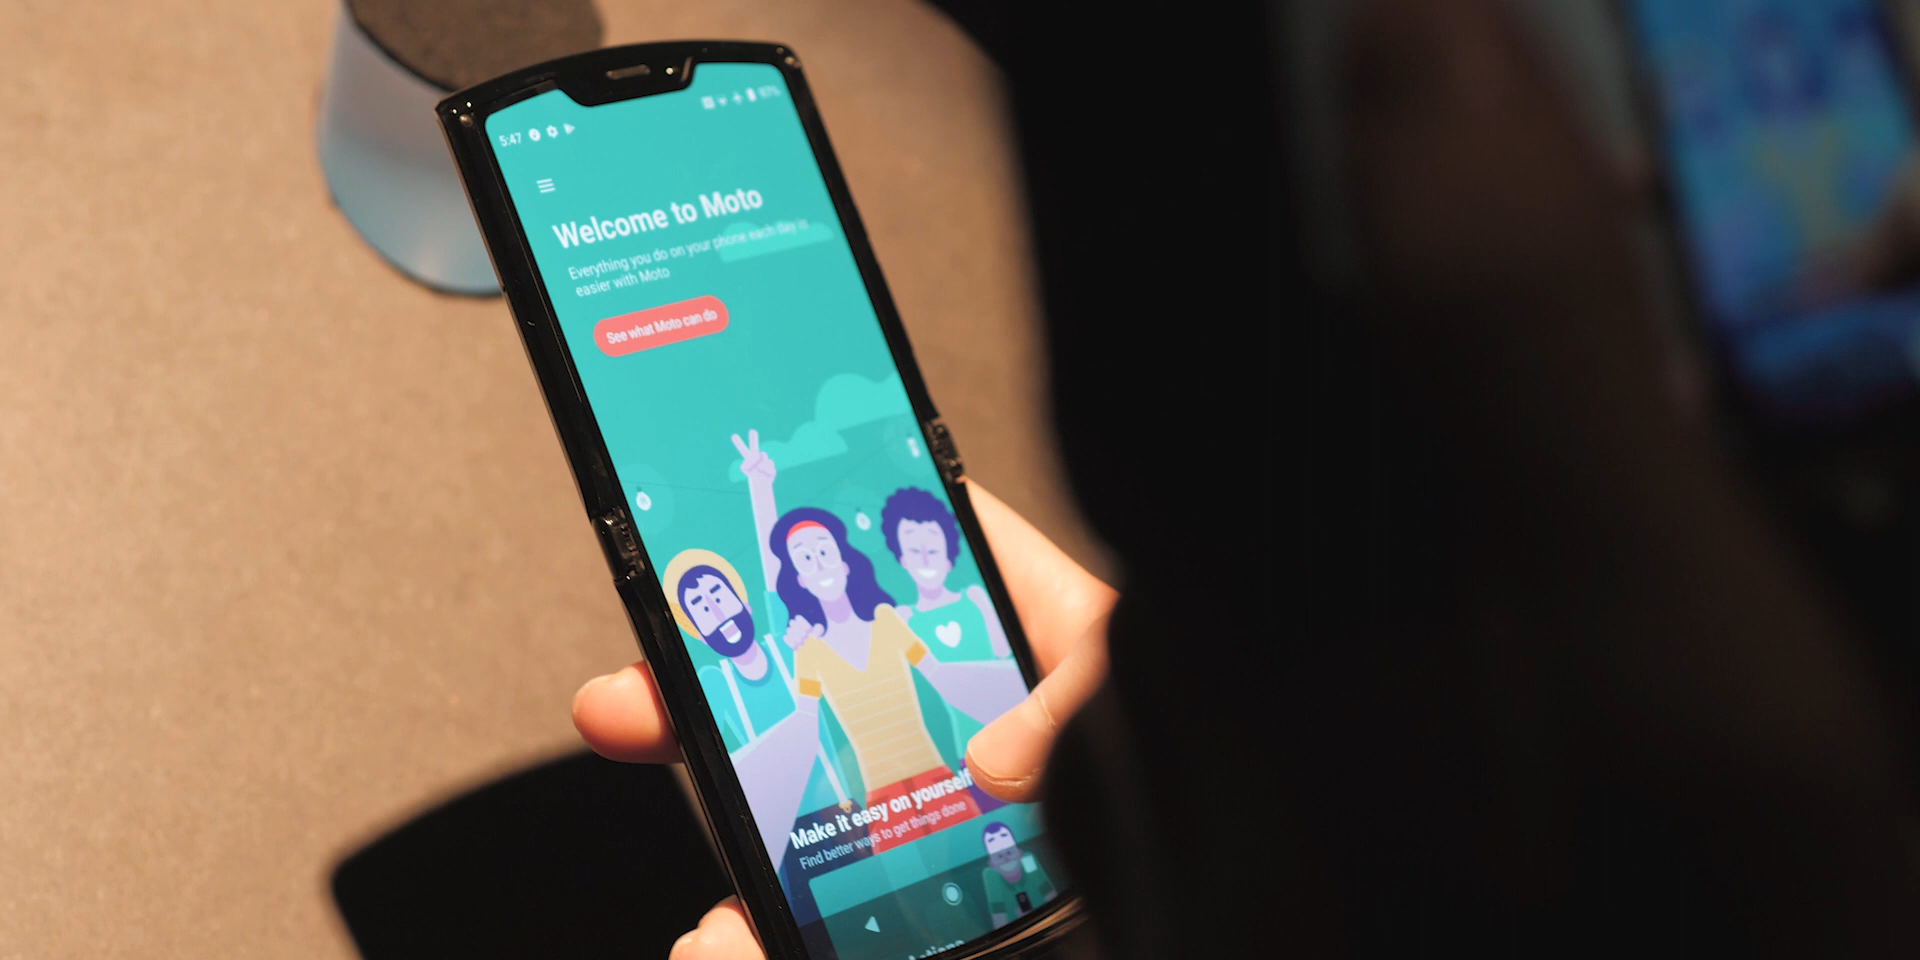 5:47
97%
Welcome to Moto
Everything you do on your phone each day is
easier with Moto
See what Moto can do
Make it easy on yourself
Find better ways to get things done